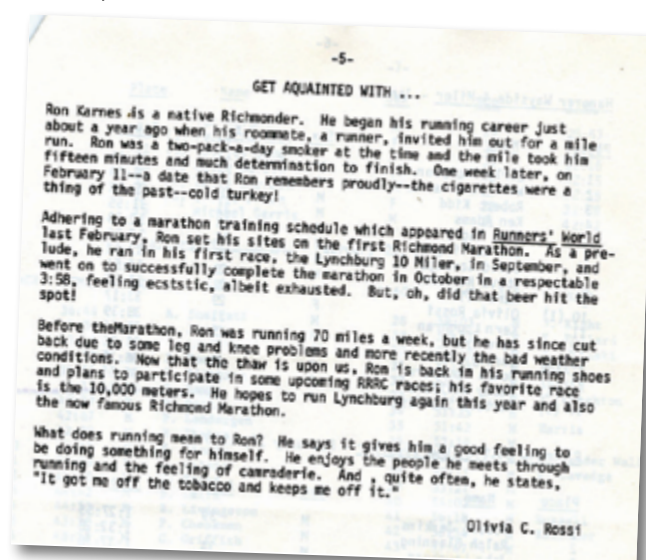 -5-
GET AQUAINTED WITH ...
Ron Karnes is a native Richmonder. He began his running career just
about a year ago when his roommate, a runner, invited him out for a mile
run. Ron was a two-pack-a-day smoker at the time and the mile took him
fifteen minutes and much determination to finish. One week later, on
February 11--a date that Ron remembers proudly--the cigarettes were a
thing of the past--cold turkey!
Adhering to a marathon training schedule which appeared in Runners' World
last February, Ron set his sites on the first Richmond Marathon. As a pre-
lude, he ran in his first race, the Lynchburg 10 Miler, in September, and
went on to successfully complete the marathon in October in a respectable
3:58, feeling ecststic, albeit exhausted. But, oh, did that beer hit the
spot!
Before theMarathon, Ron was running 70 miles a week, but he has since cut
back due to some leg and knee problems and more recently the bad weather
conditions. Now that the thaw is upon us, Ron is back in his running shoes
and plans to participate in some upcoming RRRC races; his favorite race
is the 10,000 meters. He hopes to run Lynchburg again this year and also
the now famous Richmond Marathon.
What does running mean to Ron? He says it gives him a good feeling to
be doing something for himself. He enjoys the people he meets through
running and the feeling of camraderie. And , quite often, he states,
"It got me off the tobacco and keeps me off it."
Olivia C. Rossi